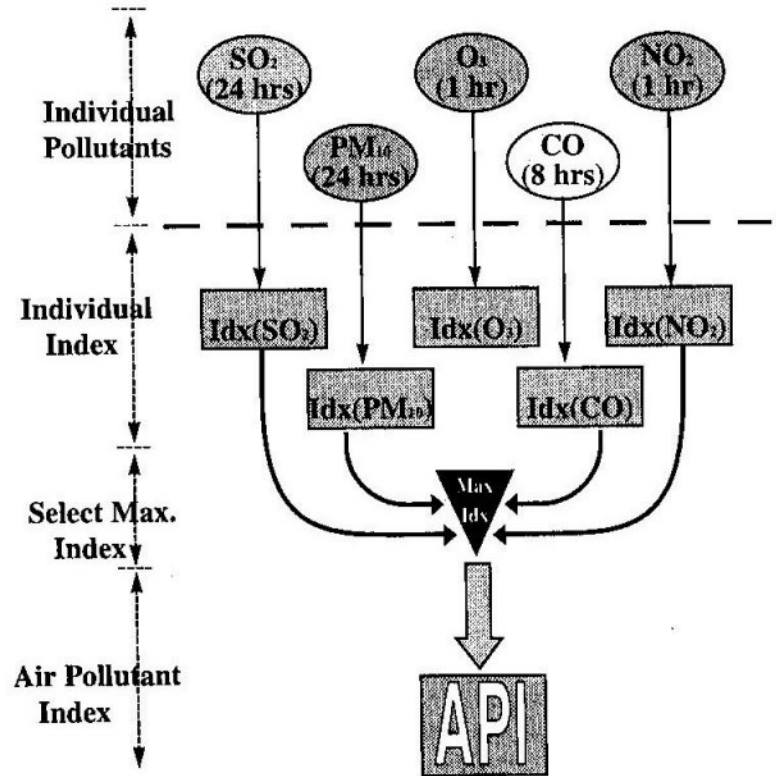 SO₂
(24 hrs)
O₃
(1 hr)
NO₂
(1 hr)
Individual
Pollutants
PM₁₀
(24 hrs)
CO
(8 hrs)
Individual
Index
Idx(SO₂)
Idx(O₃)
Idx(NO₂)
Idx(PM₁₀)
Idx(CO)
Select Max.
Index
Max
Idx
Air Pollutant
Index
API